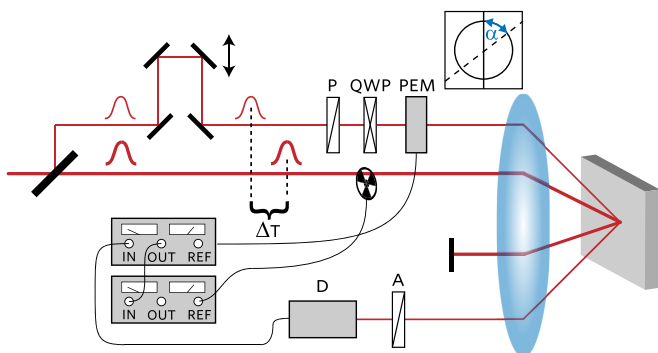 P QWP PEM
α
ΔT
IN OUT REF
IN OUT REF
D
A